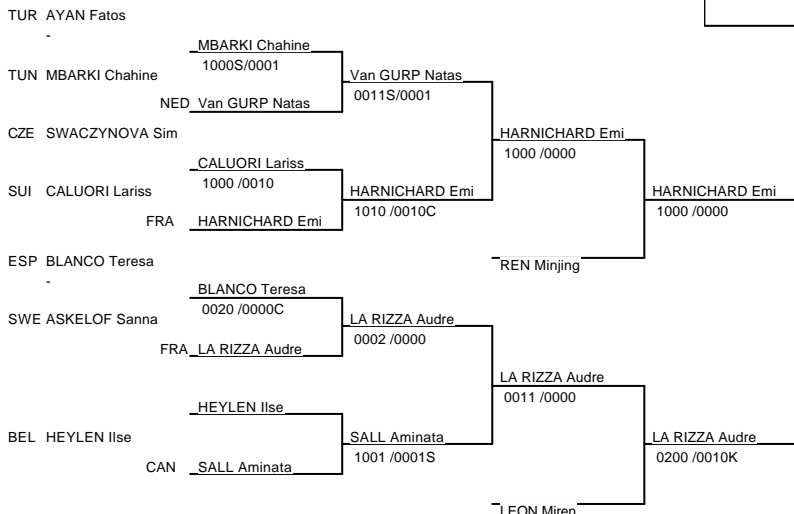 TUR AYAN Fatos
-
MBARKI Chahine
1000S/0001
TUN MBARKI Chahine
Van GURP Natas
0011S/0001
NED Van GURP Natas
CZE SWACZYNOVA Sim
HARNICHARD Emi
1000 /0000
CALUORI Lariss
1000 /0010
SUI CALUORI Lariss
HARNICHARD Emi
1010 /0010C
HARNICHARD Emi
1000 /0000
FRA HARNICHARD Emi
ESP BLANCO Teresa
-
REN Minjing
BLANCO Teresa
0020 /0000C
SWE ASKELOF Sanna
LA RIZZA Audre
0002 /0000
FRA LA RIZZA Audre
LA RIZZA Audre
0011 /0000
HEYLEN Ilse
BEL HEYLEN Ilse
SALL Aminata
1001 /0001S
LA RIZZA Audre
0200 /0010K
CAN SALL Aminata
LEON Miren